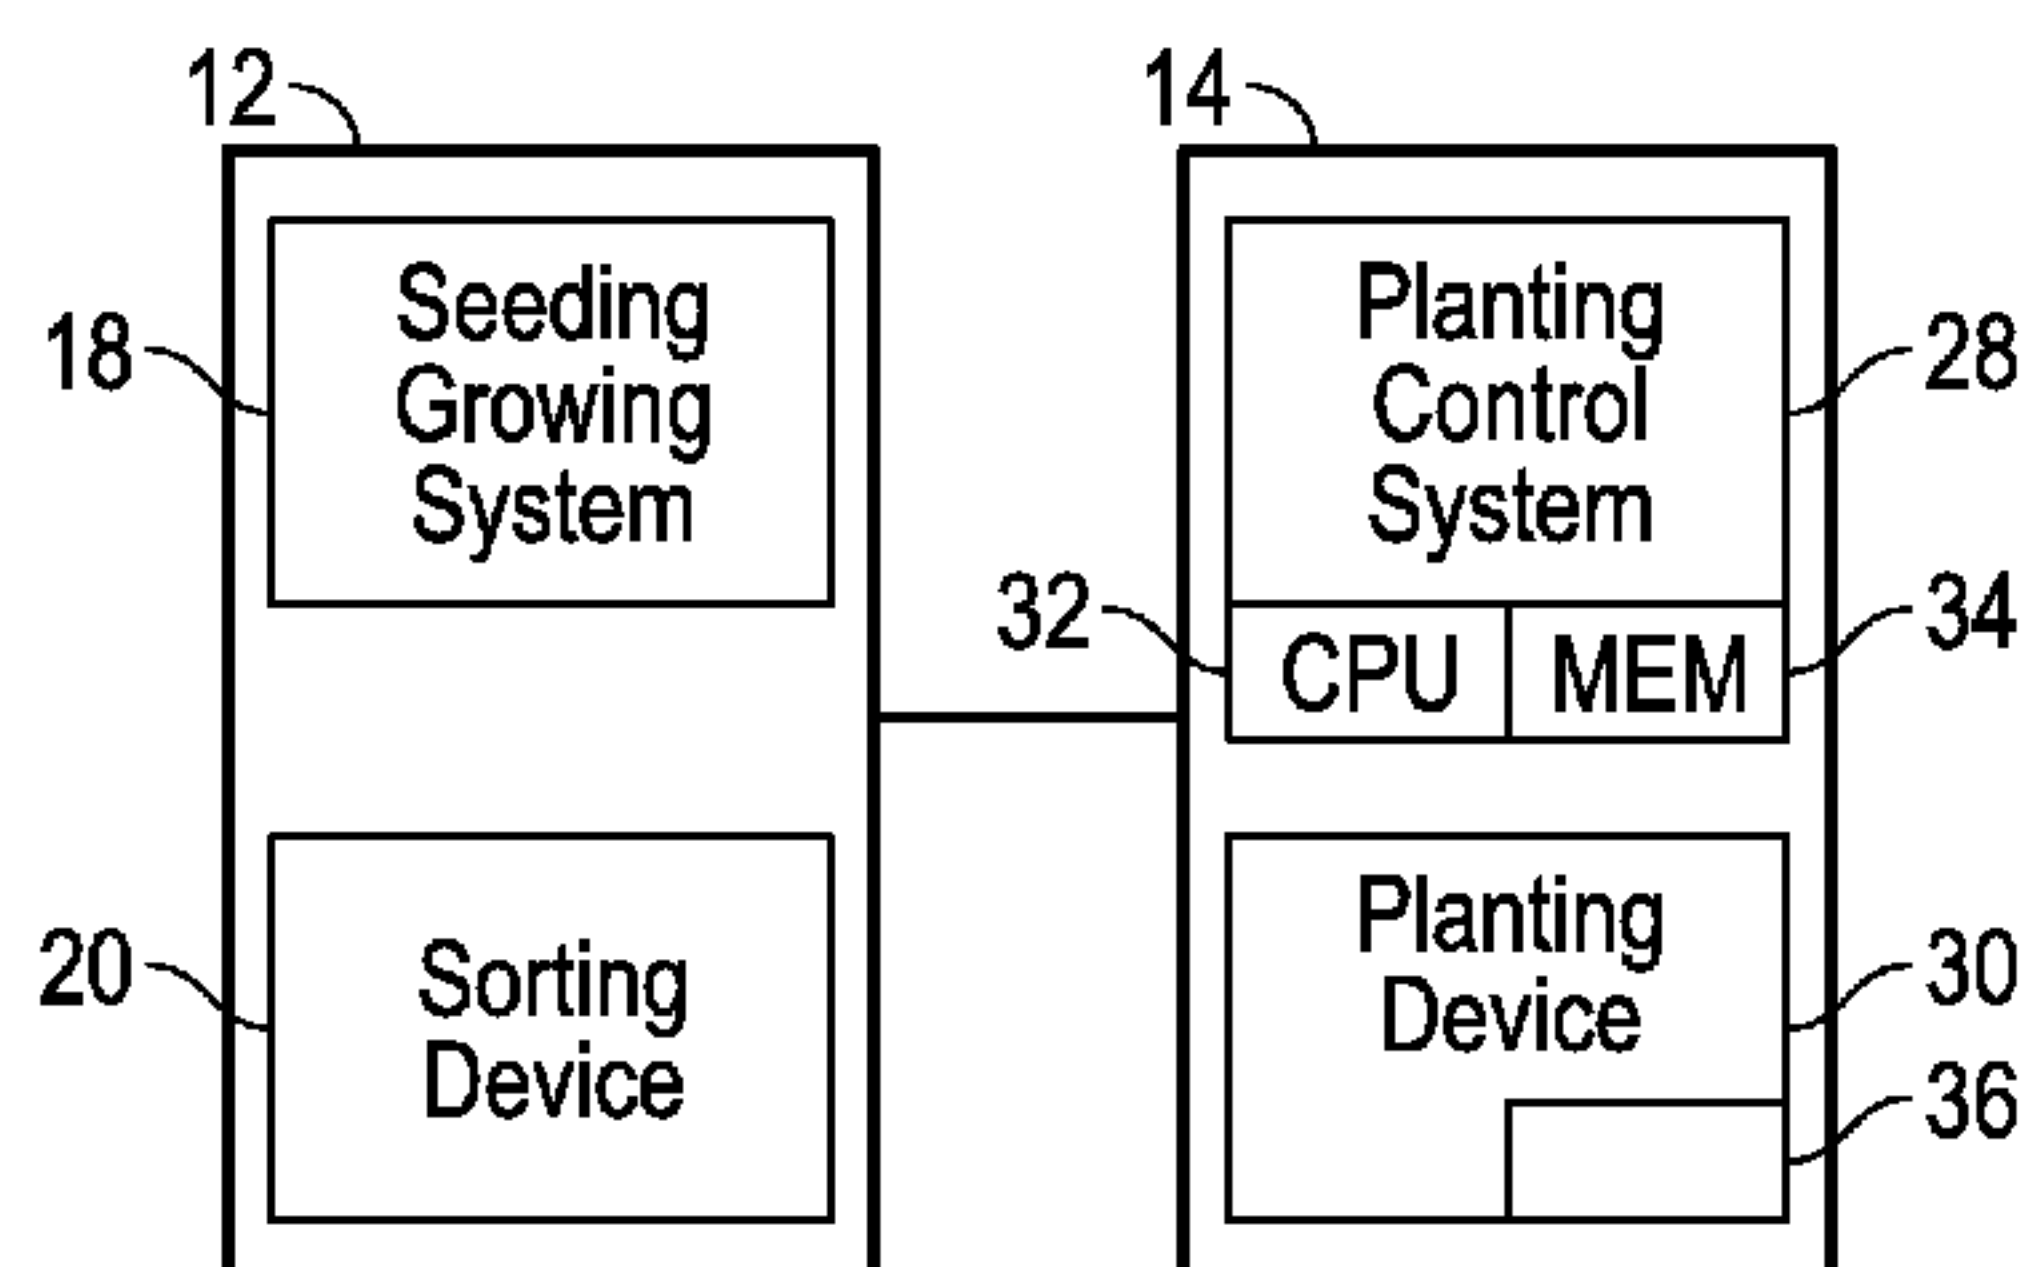 12
14
Seeding
Growing
System
18
Planting
Control
System
28
32
CPU
MEM
34
Sorting
Device
20
Planting
Device
30
36